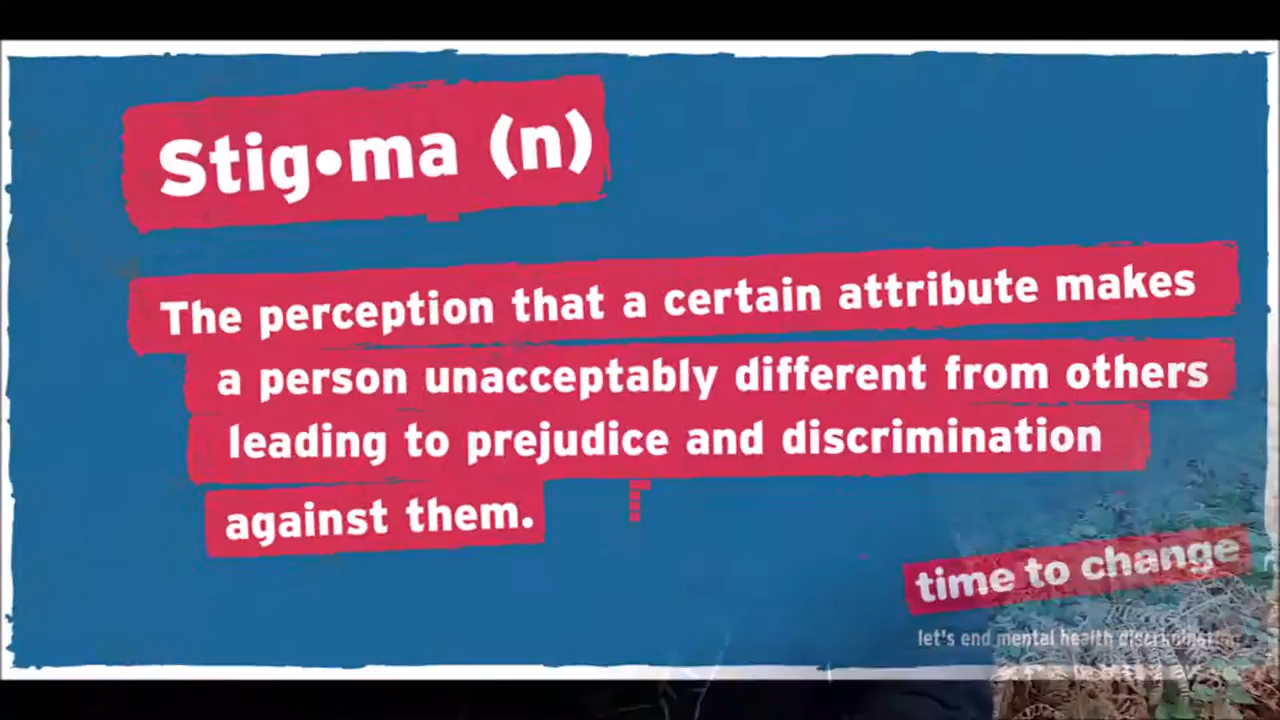 Stig•ma (n)
The perception that a certain attribute makes
a person unacceptably different from others
leading to prejudice and discrimination
against them.
time to change
let's end mental health discrimination